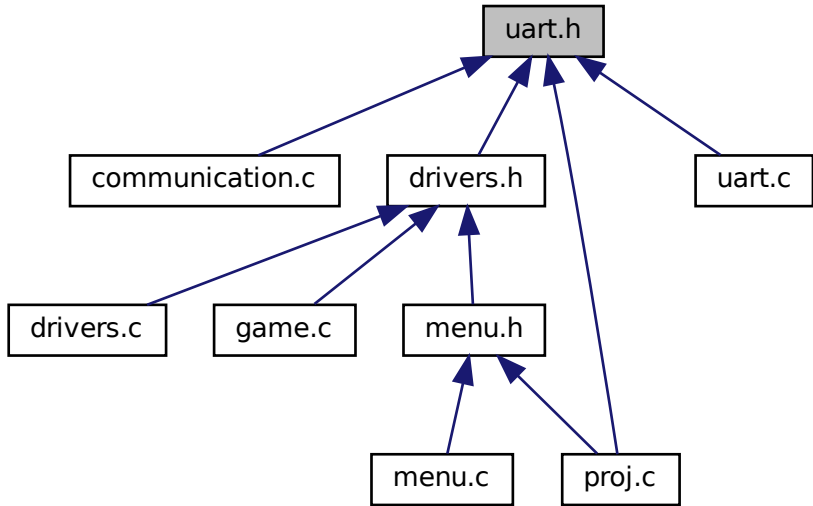 uart.h
communication.c
drivers.h
uart.c
drivers.c
game.c
menu.h
menu.c
proj.c